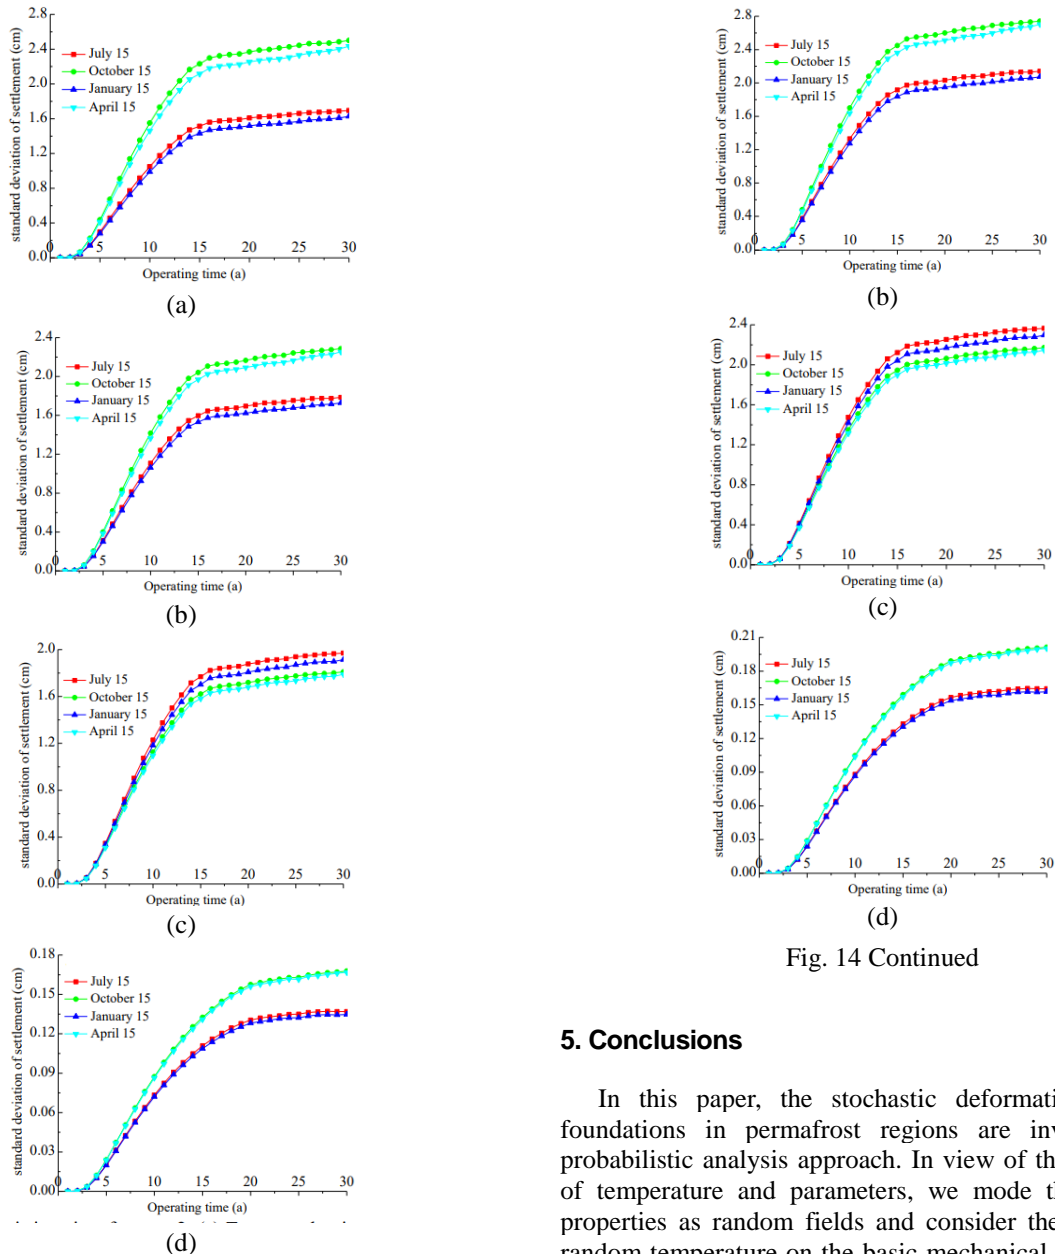 standard deviation of settlement (cm)
2.8
2.4
2.0
1.6
1.2
0.8
0.4
0.0
July 15
October 15
January 15
April 15
0 5 10 15 20 25 30
Operating time (a)
(a)
standard deviation of settlement (cm)
2.4
2.0
1.6
1.2
0.8
0.4
0.0
July 15
October 15
January 15
April 15
0 5 10 15 20 25 30
Operating time (a)
(b)
standard deviation of settlement (cm)
2.0
1.6
1.2
0.8
0.4
0.0
July 15
October 15
January 15
April 15
0 5 10 15 20 25 30
Operating time (a)
(c)
standard deviation of settlement (cm)
0.18
0.15
0.12
0.09
0.06
0.03
0.00
July 15
October 15
January 15
April 15
0 5 10 15 20 25 30
Operating time (a)
(d)
standard deviation of settlement (cm)
2.8
2.4
2.0
1.6
1.2
0.8
0.4
0.0
July 15
October 15
January 15
April 15
0 5 10 15 20 25 30
Operating time (a)
(b)
standard deviation of settlement (cm)
2.4
2.0
1.6
1.2
0.8
0.4
0.0
July 15
October 15
January 15
April 15
0 5 10 15 20 25 30
Operating time (a)
(c)
standard deviation of settlement (cm)
0.21
0.18
0.15
0.12
0.09
0.06
0.03
0.00
July 15
October 15
January 15
April 15
0 5 10 15 20 25 30
Operating time (a)
(d)
Fig. 14 Continued
5. Conclusions
In this paper, the stochastic deformati
foundations in permafrost regions are inv
probabilistic analysis approach. In view of th
of temperature and parameters, we mode th
properties as random fields and consider the
random temperature on the basic mechanical